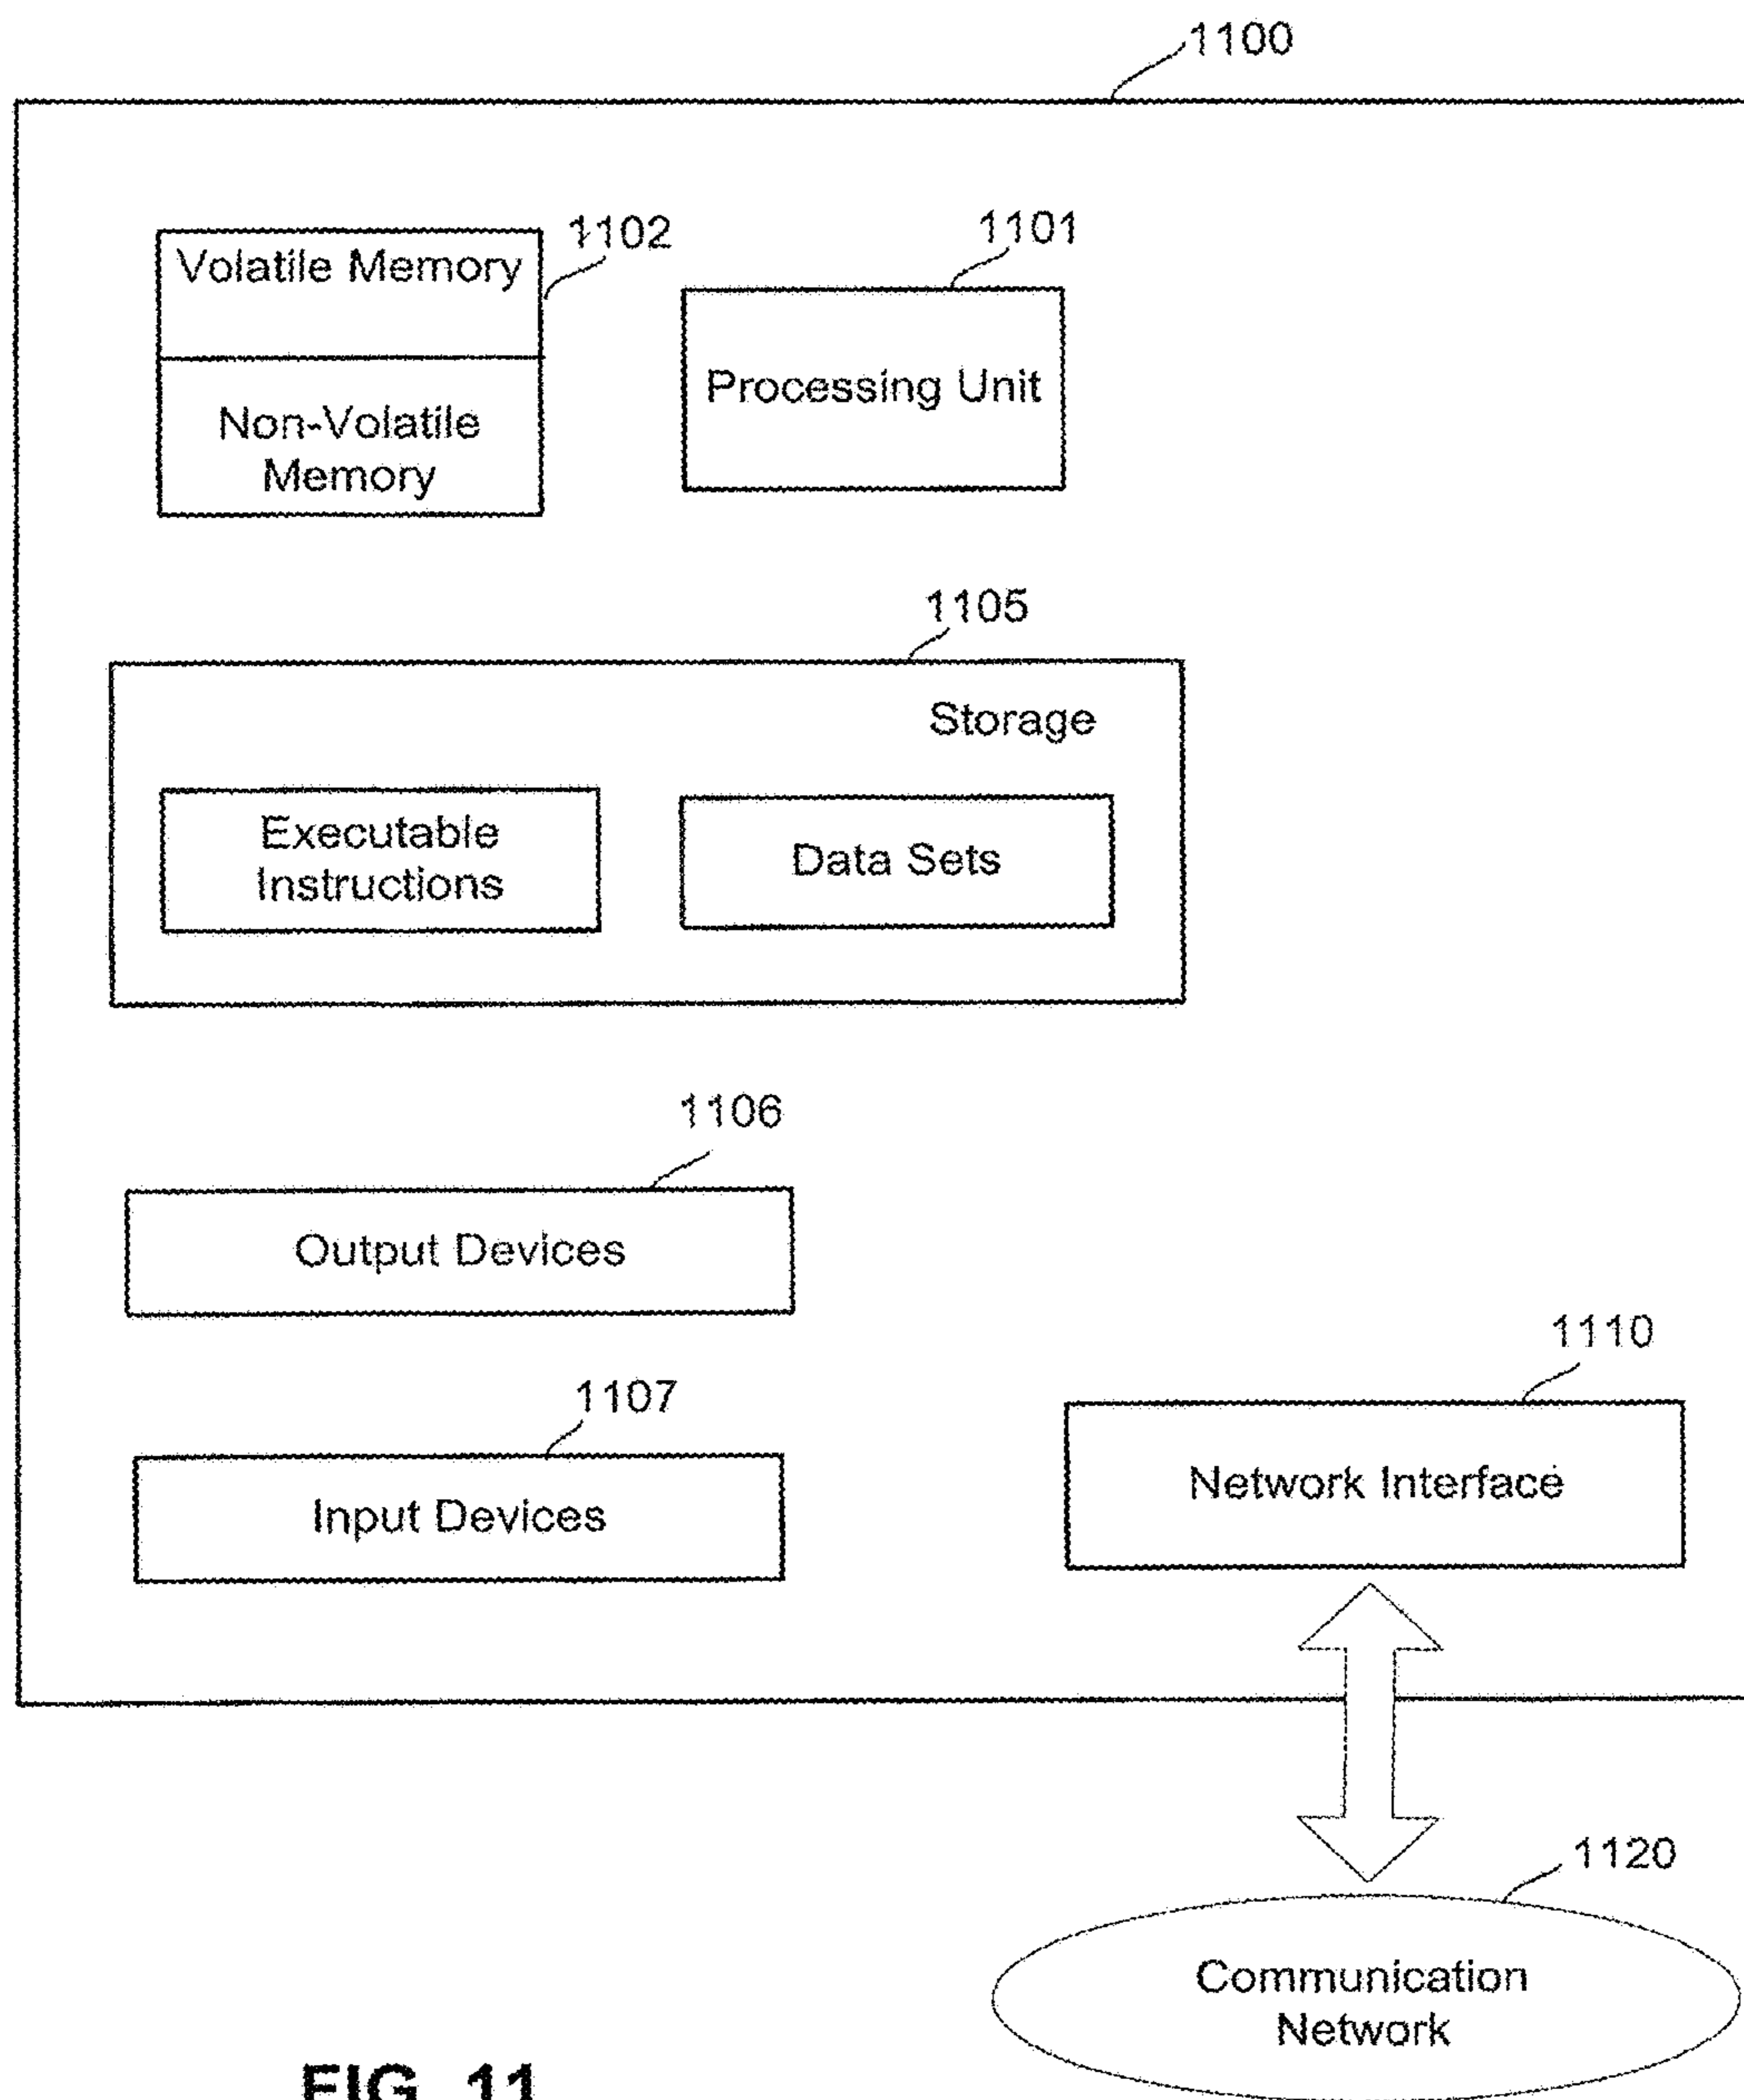 1100
1102
1101
Volatile Memory
Non-Volatile
Memory
Processing Unit
1105
Storage
Executable
Instructions
Data Sets
1106
Output Devices
1110
1107
Network Interface
Input Devices
1120
Communication
Network
FIG. 11